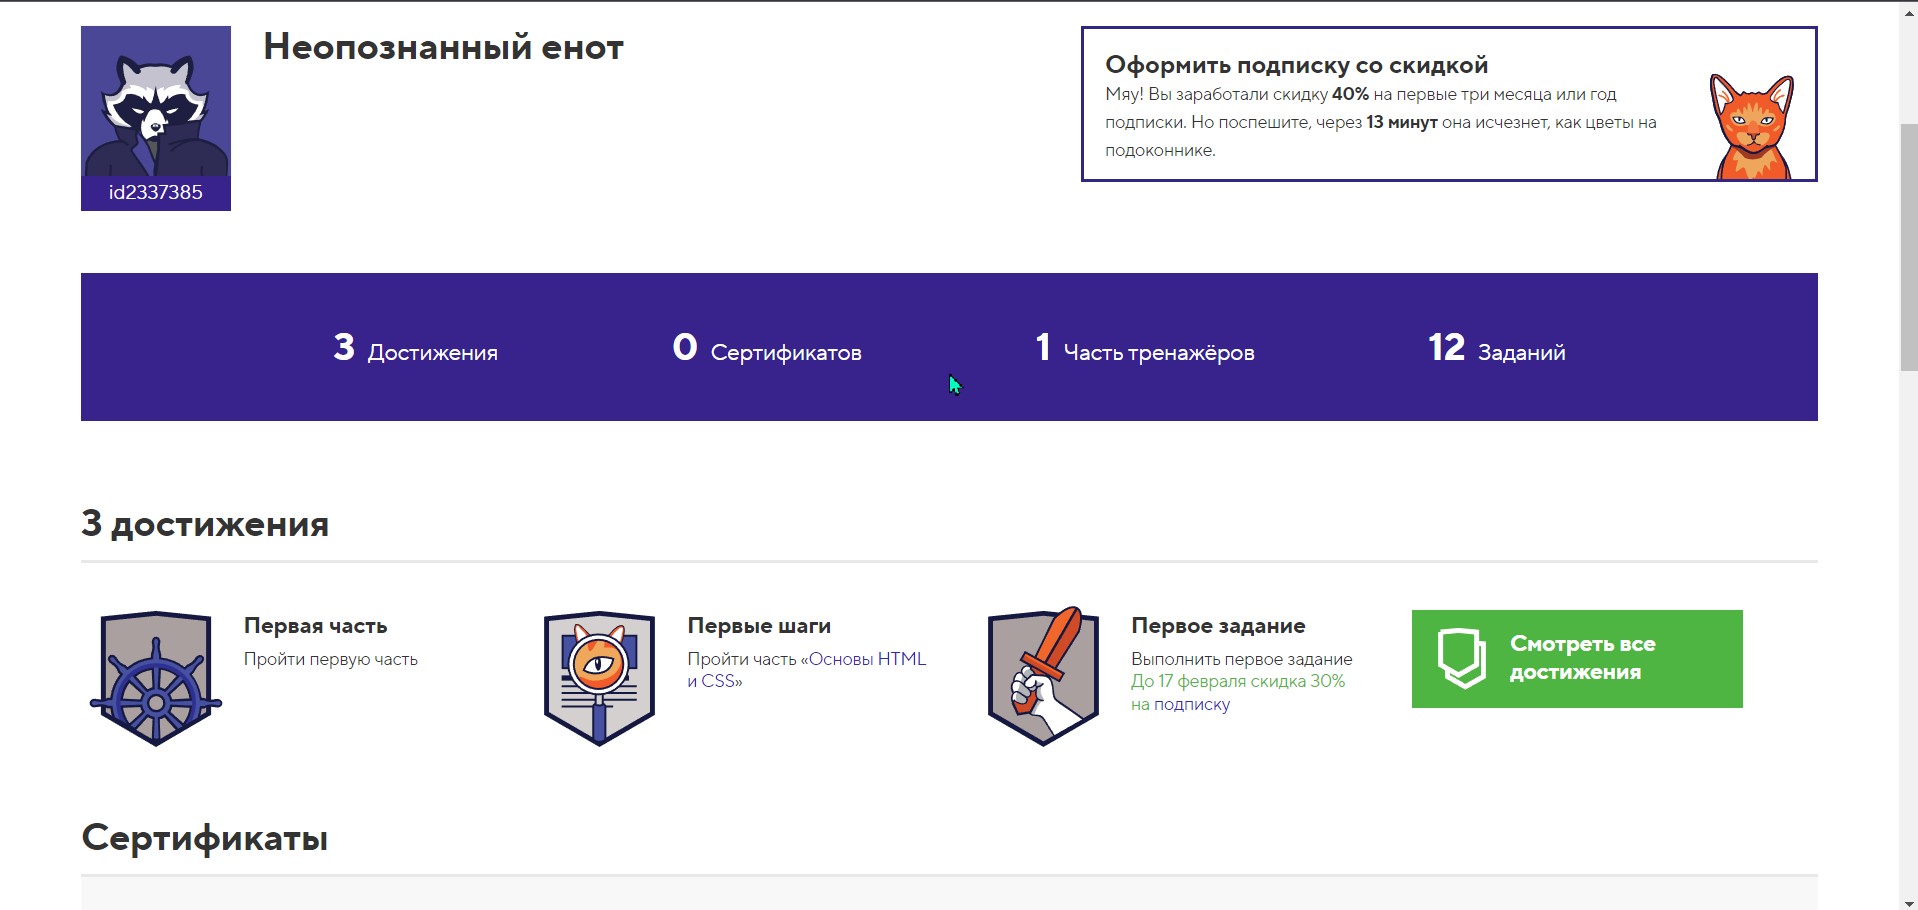 Неопознанный енот
id2337385
Оформить подписку со скидкой
Мяу! Вы заработали скидку 40% на первые три месяца или год
подписки. Но поспешите, через 13 минут она исчезнет, как цветы на
подоконнике.
3 Достижения
0 Сертификатов
1 Часть тренажёров
12 Заданий
3 достижения
Первая часть
Пройти первую часть
Первые шаги
Пройти часть «Основы HTML
и CSS»
Первое задание
Выполнить первое задание
До 17 февраля скидка 30%
на подписку
Смотреть все
достижения
Сертификаты